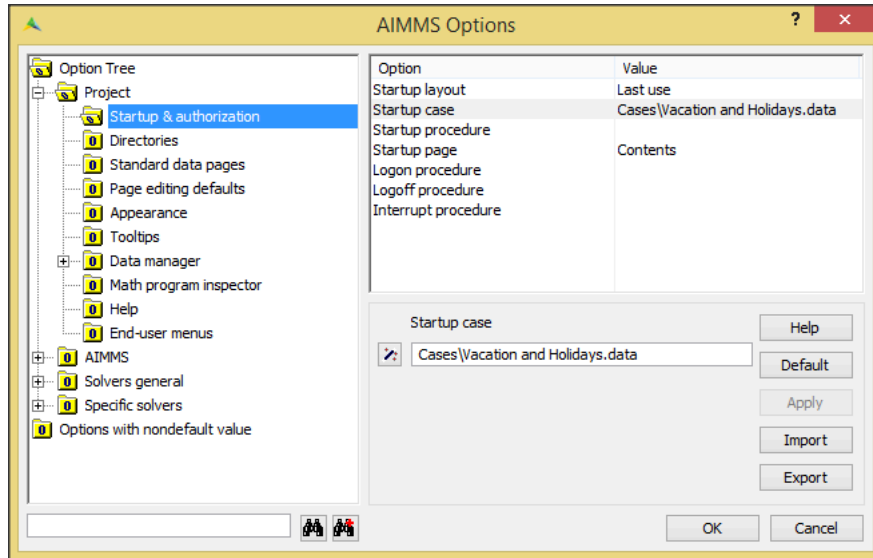 AIMMS Options
?
Option Tree
Project
Startup & authorization
Directories
Standard data pages
Page editing defaults
Appearance
Tooltips
Data manager
Math program inspector
Help
End-user menus
AIMMS
Solvers general
Specific solvers
Options with nondefault value
Option Value
Startup layout Last use
Startup case Cases\Vacation and Holidays.data
Startup procedure
Startup page Contents
Logon procedure
Logoff procedure
Interrupt procedure
Startup case
Cases\Vacation and Holidays.data
Help
Default
Apply
Import
Export
OK Cancel